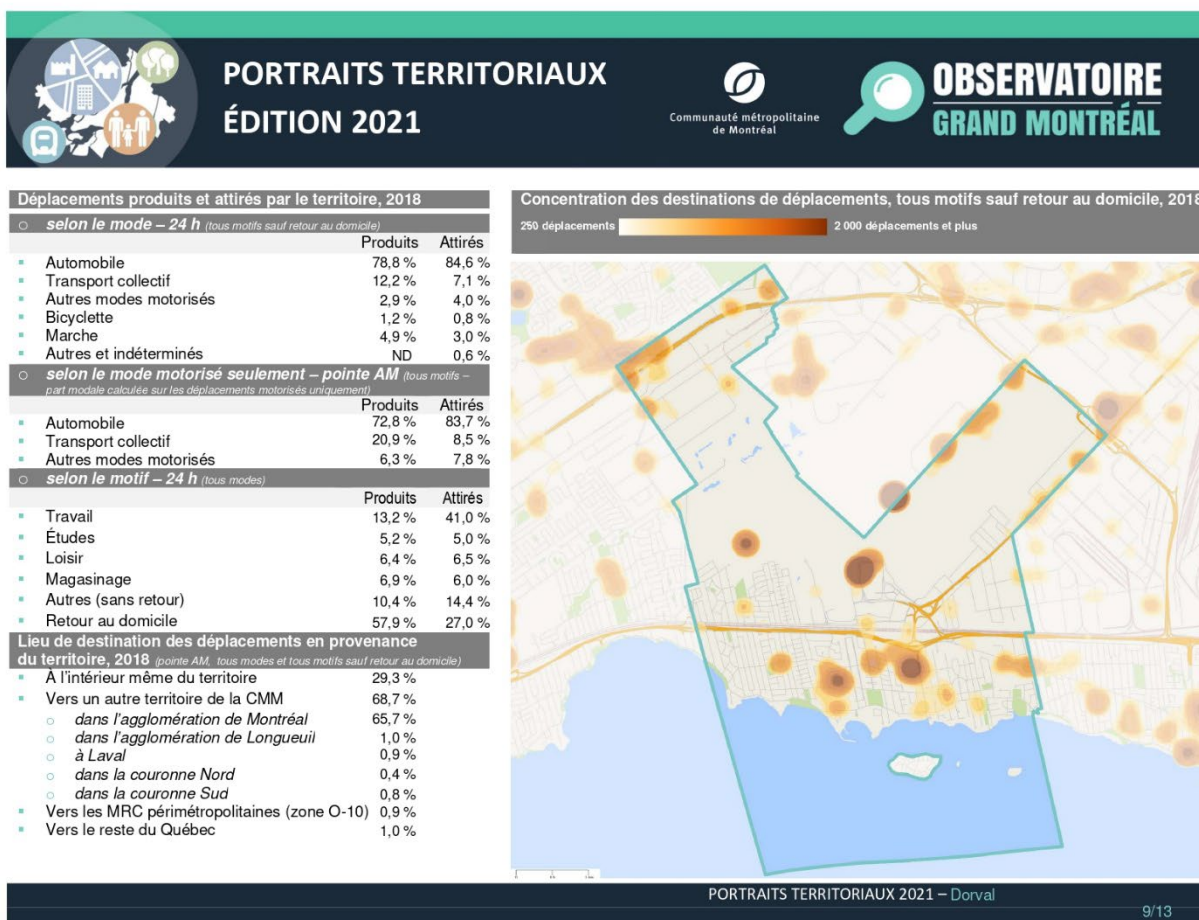 PORTRAITS TERRITORIAUX
ÉDITION 2021
Communauté métropolitaine
de Montréal
OBSERVATOIRE
GRAND MONTRÉAL
Déplacements produits et attirés par le territoire, 2018
○ selon le mode – 24 h (tous motifs sauf retour au domicile)
Produits Attirés
▪ Automobile 78,8 % 84,6 %
▪ Transport collectif 12,2 % 7,1 %
▪ Autres modes motorisés 2,9 % 4,0 %
▪ Bicyclette 1,2 % 0,8 %
▪ Marche 4,9 % 3,0 %
▪ Autres et indéterminés ND 0,6 %
○ selon le mode motorisé seulement – pointe AM (tous motifs –
part modale calculée sur les déplacements motorisés uniquement)
Produits Attirés
▪ Automobile 72,8 % 83,7 %
▪ Transport collectif 20,9 % 8,5 %
▪ Autres modes motorisés 6,3 % 7,8 %
○ selon le motif – 24 h (tous modes)
Produits Attirés
▪ Travail 13,2 % 41,0 %
▪ Études 5,2 % 5,0 %
▪ Loisir 6,4 % 6,5 %
▪ Magasinage 6,9 % 6,0 %
▪ Autres (sans retour) 10,4 % 14,4 %
▪ Retour au domicile 57,9 % 27,0 %
Lieu de destination des déplacements en provenance
du territoire, 2018 (pointe AM, tous modes et tous motifs sauf retour au domicile)
▪ À l'intérieur même du territoire 29,3 %
▪ Vers un autre territoire de la CMM 68,7 %
○ dans l'agglomération de Montréal 65,7 %
○ dans l'agglomération de Longueuil 1,0 %
○ à Laval 0,9 %
○ dans la couronne Nord 0,4 %
○ dans la couronne Sud 0,8 %
▪ Vers les MRC périmétropolitaines (zone O-10) 0,9 %
▪ Vers le reste du Québec 1,0 %
Concentration des destinations de déplacements, tous motifs sauf retour au domicile, 2018
250 déplacements 2 000 déplacements et plus
PORTRAITS TERRITORIAUX 2021 – Dorval
9/13